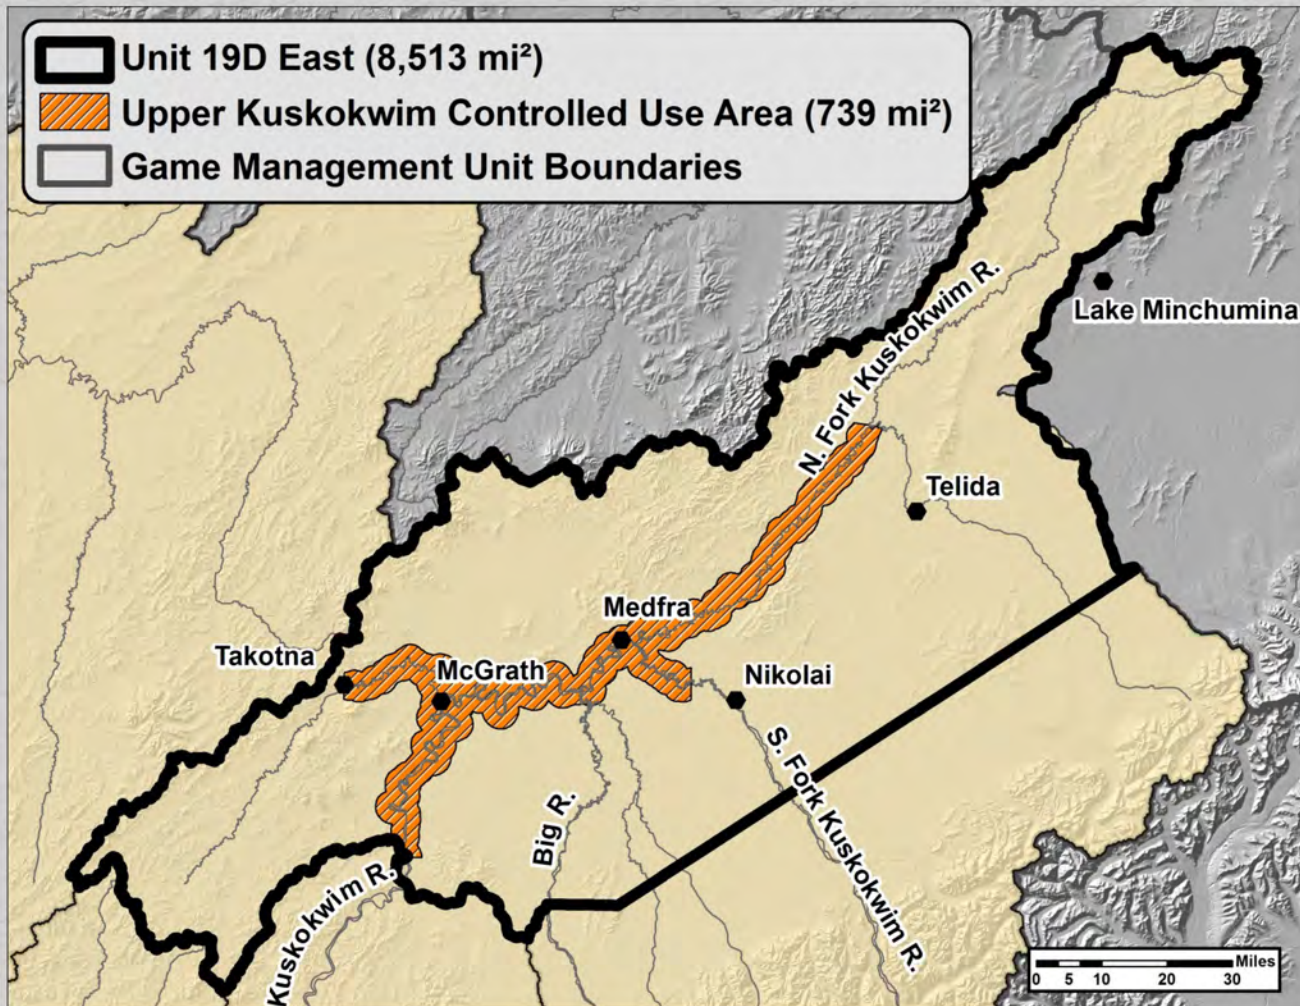 Unit 19D East (8,513 mi²)
Upper Kuskokwim Controlled Use Area (739 mi²)
Game Management Unit Boundaries
N. Fork Kuskokwim R.
Lake Minchumina
Telida
Medfra
Takotna
McGrath
Nikolai
S. Fork Kuskokwim R.
Big R.
Kuskokwim R.
Miles
0 5 10 20 30